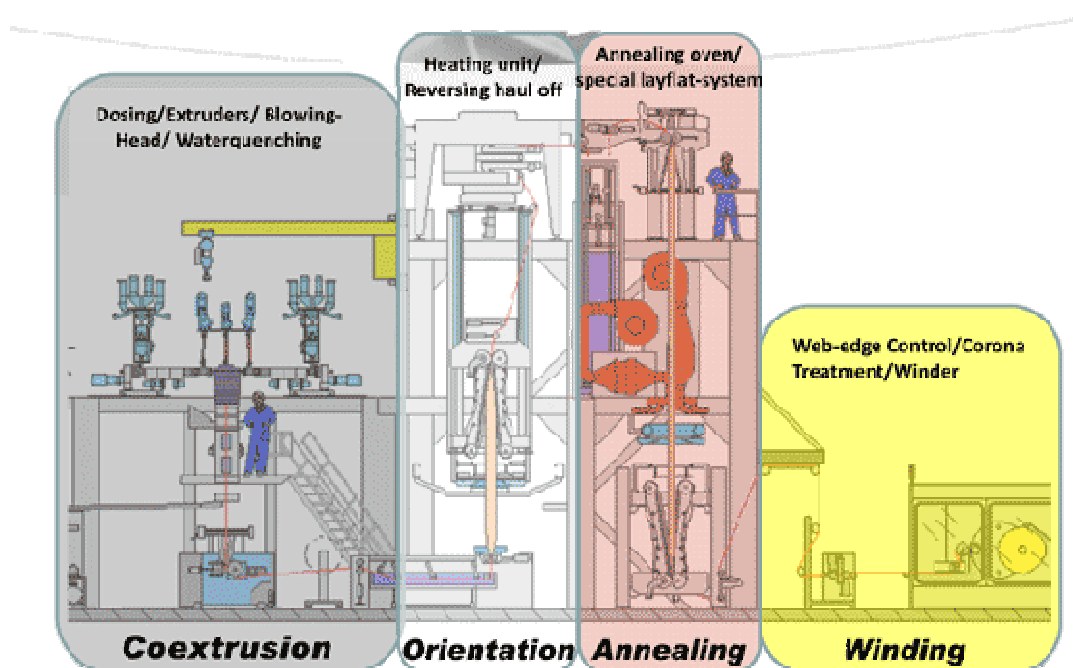 Dosing/Extruders/ Blowing-
Head/ Waterquenching
Heating unit/
Reversing haul off
Annealing oven/
special layflat-system
Web-edge Control/Corona
Treatment/Winder
Coextrusion
Orientation
Annealing
Winding